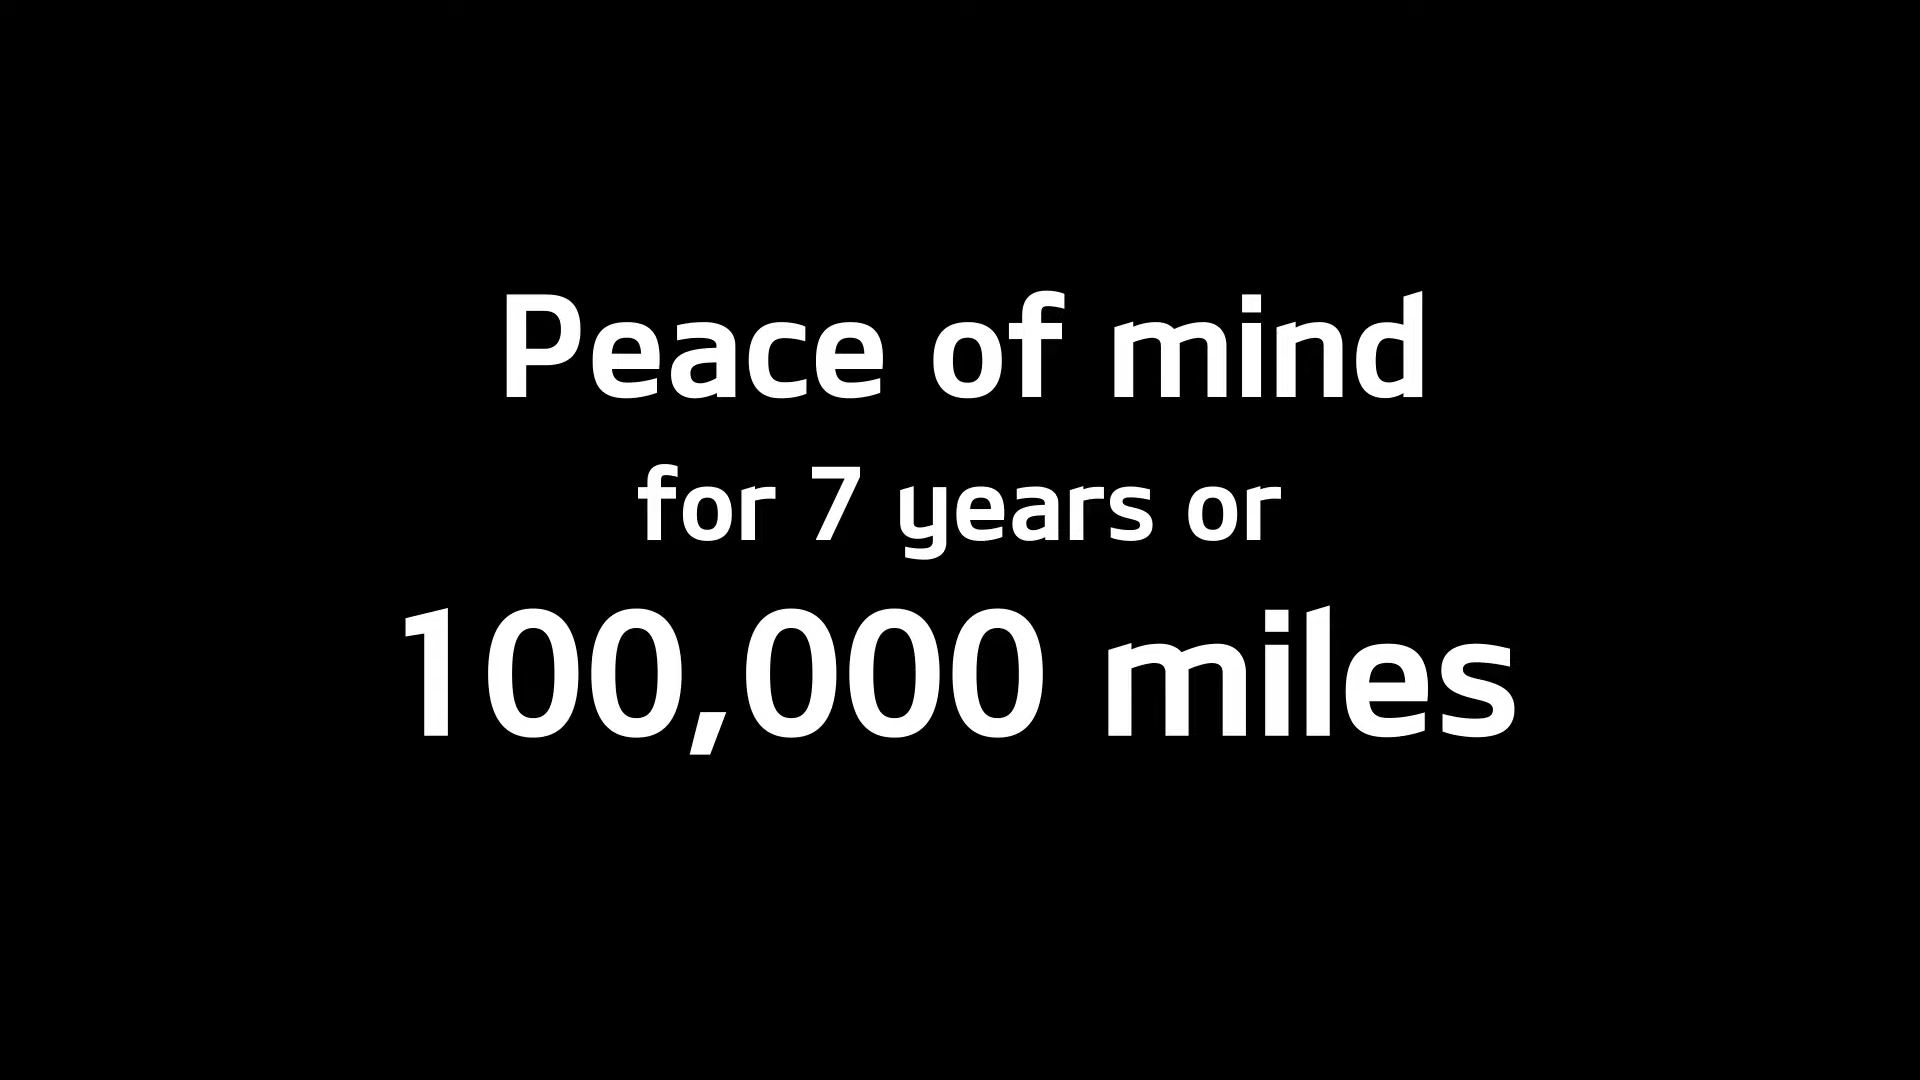 Peace of mind
for 7 years or
100,000 miles